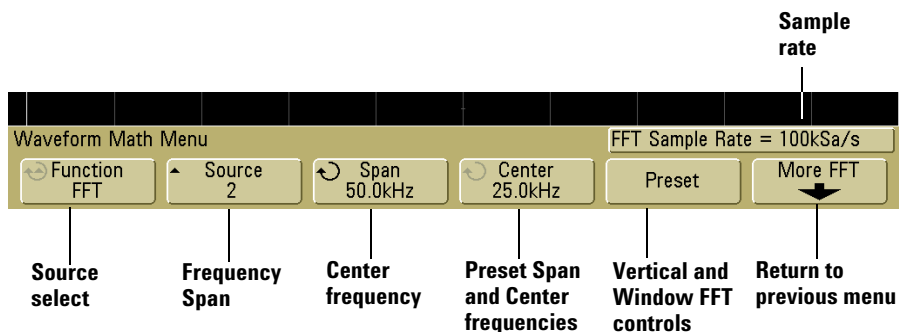 Sample
rate
Waveform Math Menu
FFT Sample Rate = 100kSa/s
Function
FFT
Source
2
Span
50.0kHz
Center
25.0kHz
Preset
More FFT
Source
select
Frequency
Span
Center
frequency
Preset Span
and Center
frequencies
Vertical and
Window FFT
controls
Return to
previous menu